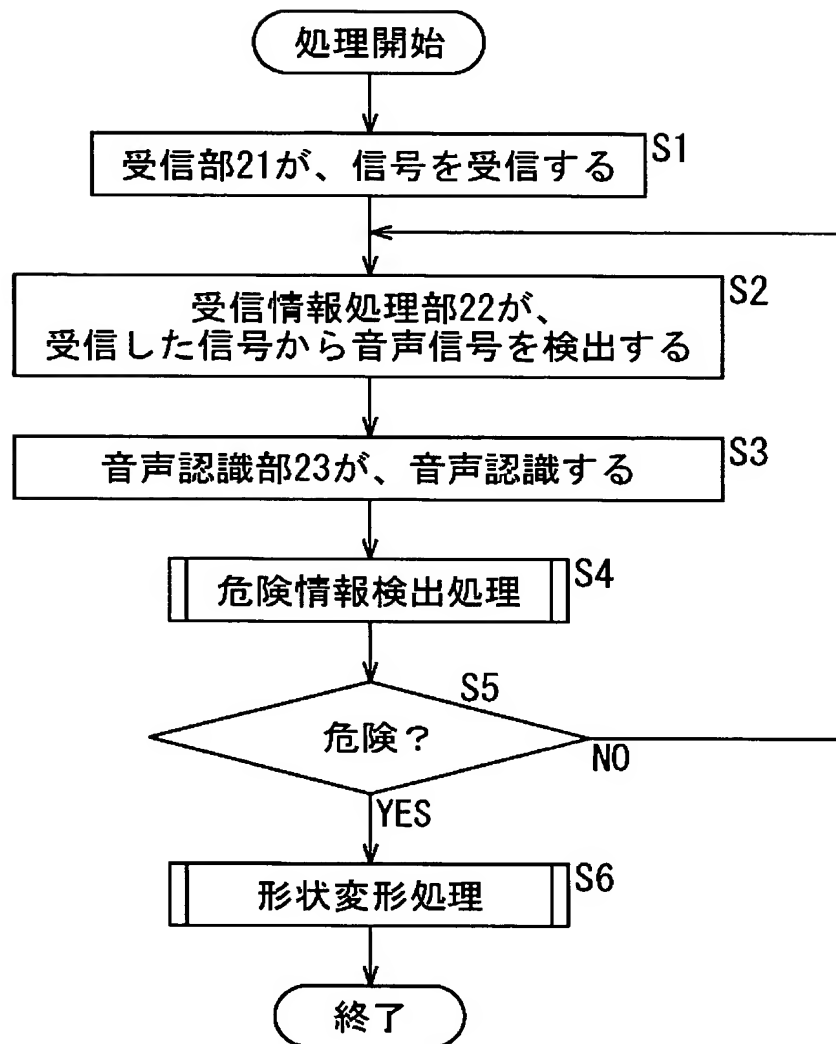 処理開始
受信部21が、信号を受信する
S1
受信情報処理部22が、
受信した信号から音声信号を検出する
S2
音声認識部23が、音声認識する
S3
危険情報検出処理
S4
S5
危険？
NO
YES
形状変形処理
S6
終了